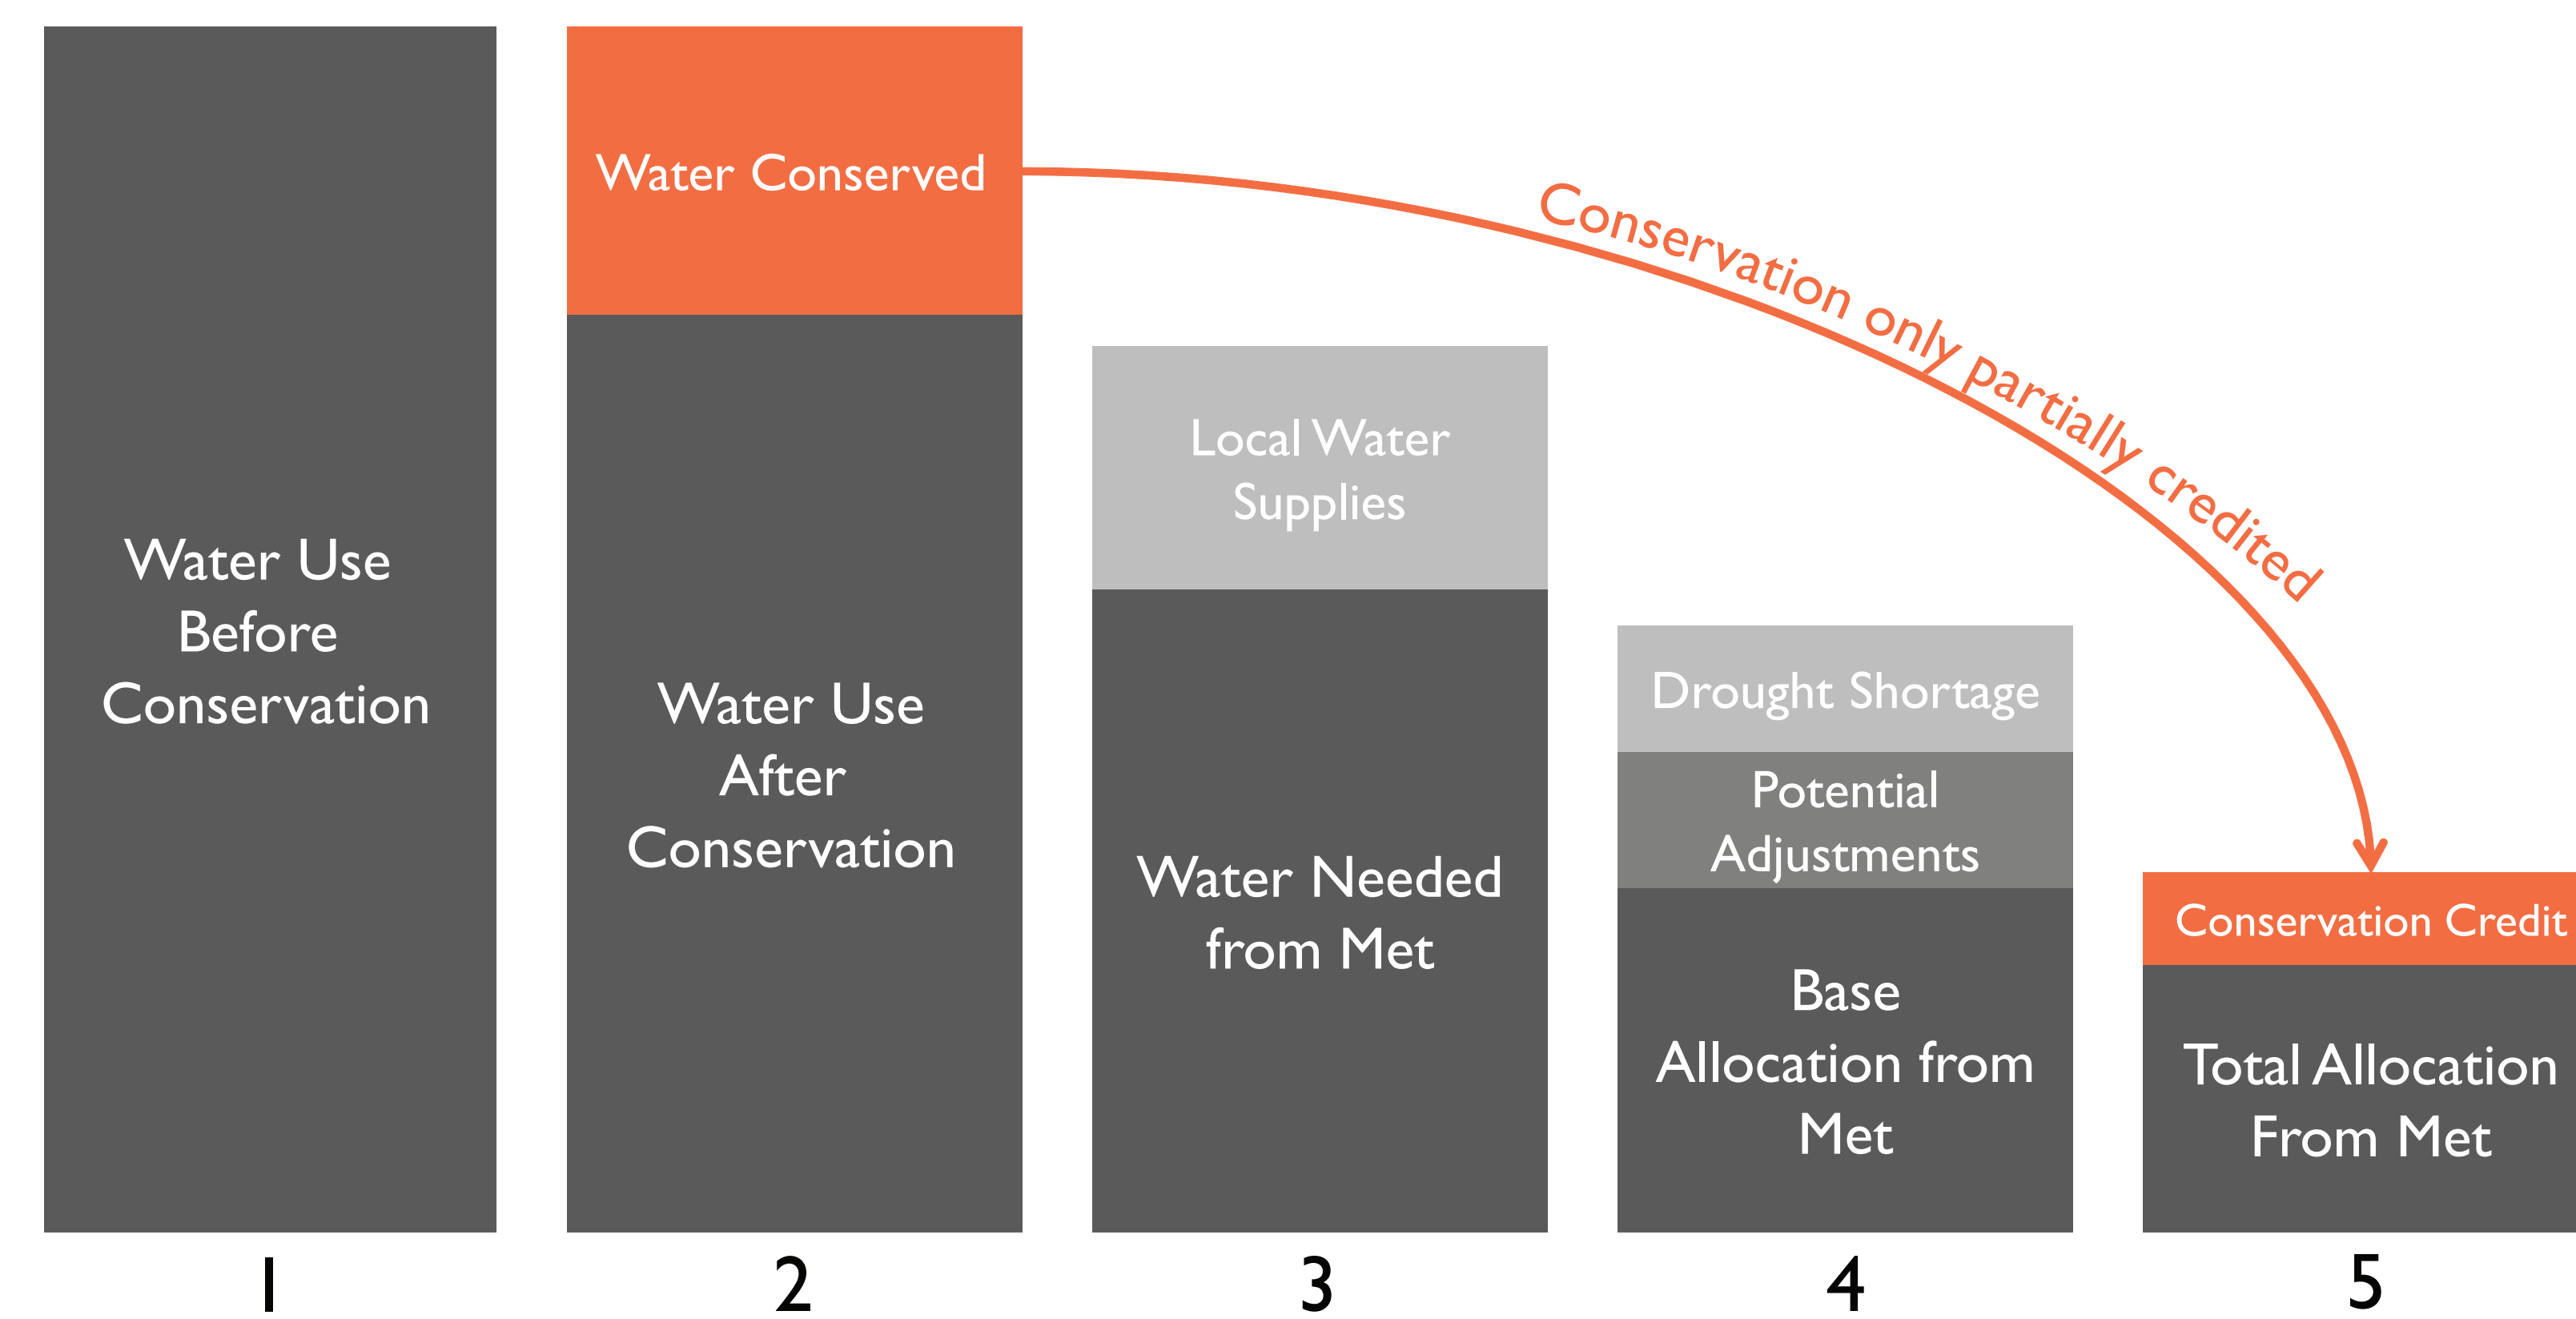 Water Use
Before
Conservation
Water Conserved
Water Use
After
Conservation
Local Water
Supplies
Water Needed
from Met
Drought Shortage
Potential
Adjustments
Base
Allocation from
Met
Conservation only partially credited
Conservation Credit
Total Allocation
From Met
1
2
3
4
5